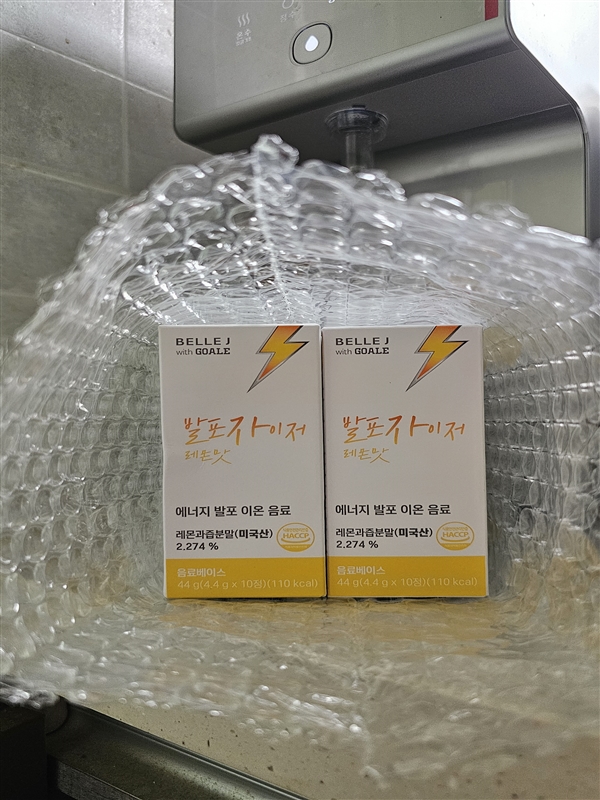 BELLE J
with GOALE
발포자이저
레몬맛
에너지 발포 이온 음료
레몬과즙분말(미국산)
2.274 %
HACCP
음료베이스
44 g(4.4 g x 10정)(110 kcal)
BELLE J
with GOALE
발포자이저
레몬맛
에너지 발포 이온 음료
레몬과즙분말(미국산)
2.274 %
HACCP
음료베이스
44 g(4.4 g x 10정)(110 kcal)